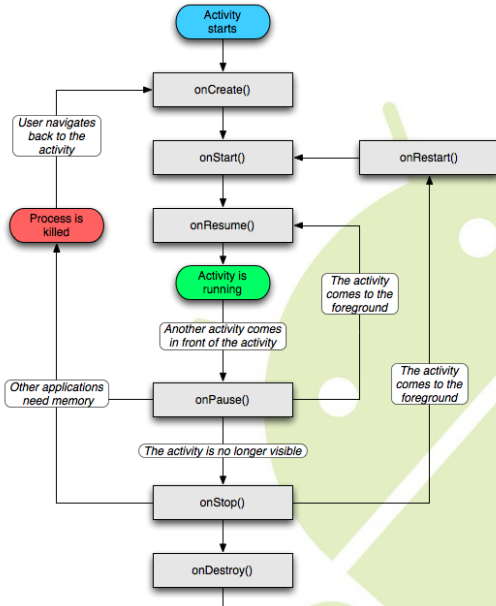 Activity
starts
onCreate()
User navigates
back to the
activity
onStart()
onRestart()
Process is
killed
onResume()
Activity is
running
The activity
comes to the
foreground
Another activity comes
in front of the activity
The activity
comes to the
foreground
Other applications
need memory
onPause()
The activity is no longer visible
onStop()
onDestroy()